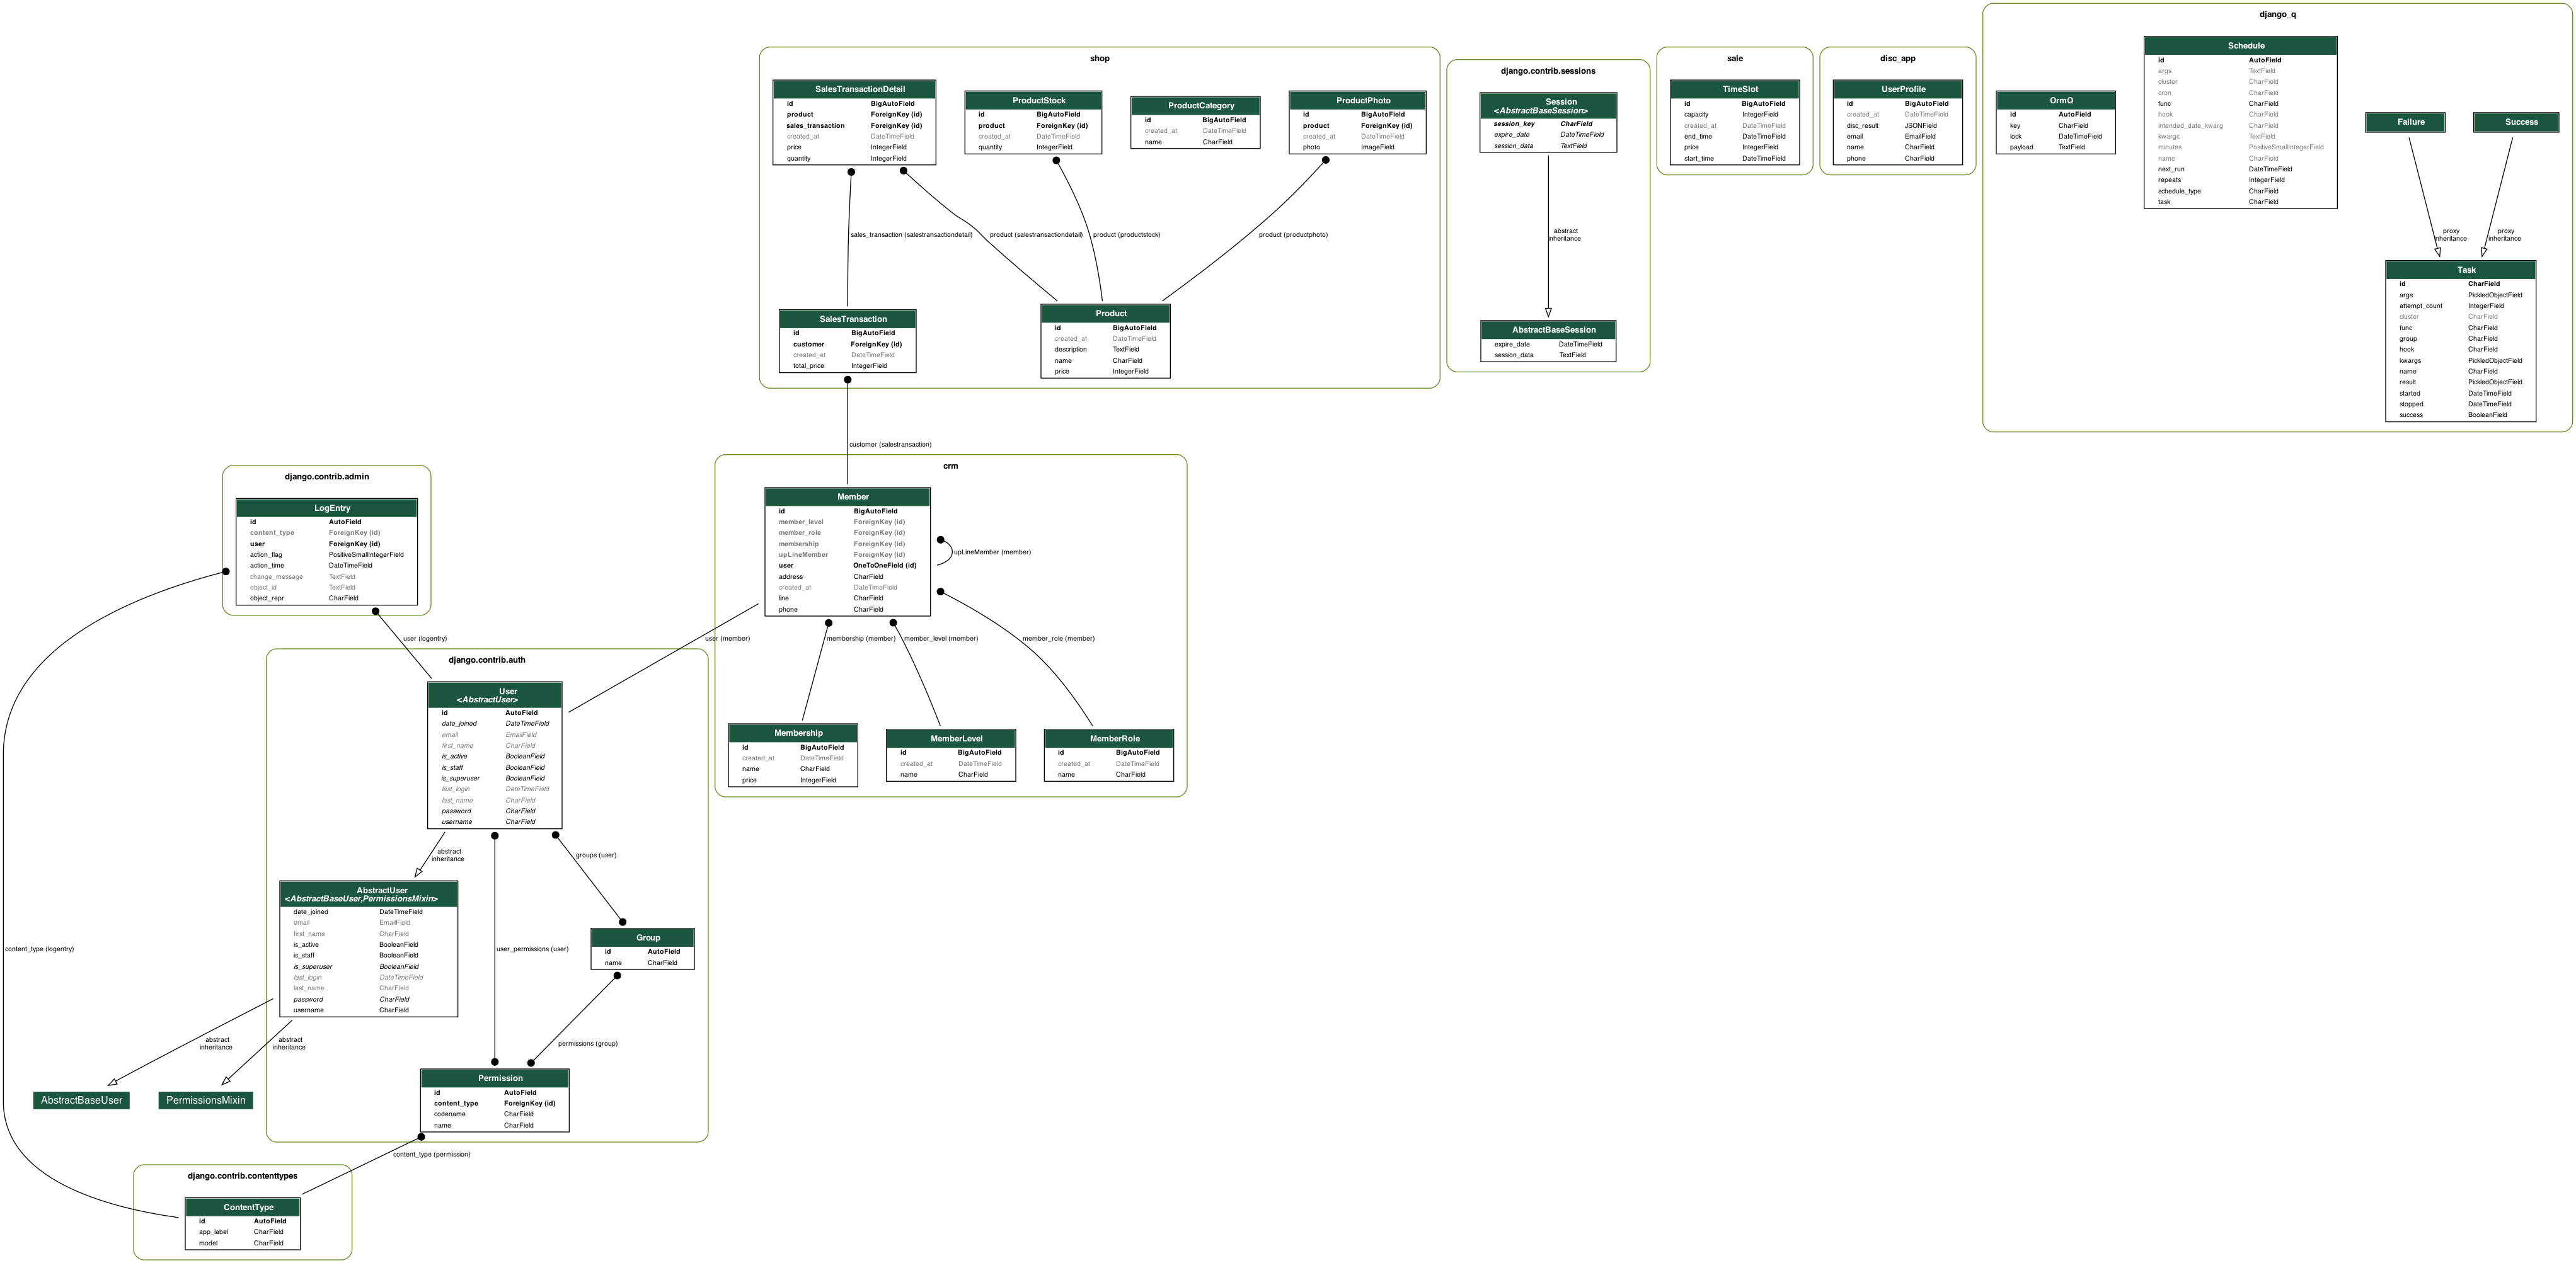 django_q
Schedule
id AutoField
args TextField
cluster CharField
cron CharField
func CharField
hook CharField
intended_date_kwarg CharField
kwargs TextField
minutes PositiveSmallIntegerField
name CharField
next_run DateTimeField
repeats IntegerField
schedule_type CharField
task CharField
OrmQ
id AutoField
key CharField
lock DateTimeField
payload TextField
Failure
Success
proxy
inheritance
proxy
inheritance
Task
id CharField
args PickledObjectField
attempt_count IntegerField
cluster CharField
func CharField
group CharField
hook CharField
kwargs PickledObjectField
name CharField
result PickledObjectField
started DateTimeField
stopped DateTimeField
success BooleanField
shop
SalesTransactionDetail
id BigAutoField
product ForeignKey (id)
sales_transaction ForeignKey (id)
created_at DateTimeField
price IntegerField
quantity IntegerField
ProductStock
id BigAutoField
product ForeignKey (id)
created_at DateTimeField
quantity IntegerField
ProductCategory
id BigAutoField
created_at DateTimeField
name CharField
ProductPhoto
id BigAutoField
product ForeignKey (id)
created_at DateTimeField
photo ImageField
sales_transaction (salestransactiondetail)
product (salestransactiondetail)
product (productstock)
product (productphoto)
SalesTransaction
id BigAutoField
customer ForeignKey (id)
created_at DateTimeField
total_price IntegerField
Product
id BigAutoField
created_at DateTimeField
description TextField
name CharField
price IntegerField
django.contrib.sessions
Session
<AbstractBaseSession>
session_key CharField
expire_date DateTimeField
session_data TextField
abstract
inheritance
AbstractBaseSession
expire_date DateTimeField
session_data TextField
sale
TimeSlot
id BigAutoField
capacity IntegerField
created_at DateTimeField
end_time DateTimeField
price IntegerField
start_time DateTimeField
disc_app
UserProfile
id BigAutoField
created_at DateTimeField
disc_result JSONField
email EmailField
name CharField
phone CharField
customer (salestransaction)
crm
Member
id BigAutoField
member_level ForeignKey (id)
member_role ForeignKey (id)
membership ForeignKey (id)
upLineMember ForeignKey (id)
user OneToOneField (id)
address CharField
created_at DateTimeField
line CharField
phone CharField
upLineMember (member)
user (member)
membership (member)
member_level (member)
member_role (member)
Membership
id BigAutoField
created_at DateTimeField
name CharField
price IntegerField
MemberLevel
id BigAutoField
created_at DateTimeField
name CharField
MemberRole
id BigAutoField
created_at DateTimeField
name CharField
django.contrib.admin
LogEntry
id AutoField
content_type ForeignKey (id)
user ForeignKey (id)
action_flag PositiveSmallIntegerField
action_time DateTimeField
change_message TextField
object_id TextField
object_repr CharField
user (logentry)
content_type (logentry)
django.contrib.auth
User
<AbstractUser>
id AutoField
date_joined DateTimeField
email EmailField
first_name CharField
is_active BooleanField
is_staff BooleanField
is_superuser BooleanField
last_login DateTimeField
last_name CharField
password CharField
username CharField
abstract
inheritance
groups (user)
user_permissions (user)
AbstractUser
<AbstractBaseUser,PermissionsMixin>
date_joined DateTimeField
email EmailField
first_name CharField
is_active BooleanField
is_staff BooleanField
is_superuser BooleanField
last_login DateTimeField
last_name CharField
password CharField
username CharField
Group
id AutoField
name CharField
permissions (group)
abstract
inheritance
abstract
inheritance
AbstractBaseUser
PermissionsMixin
Permission
id AutoField
content_type ForeignKey (id)
codename CharField
name CharField
content_type (permission)
django.contrib.contenttypes
ContentType
id AutoField
app_label CharField
model CharField